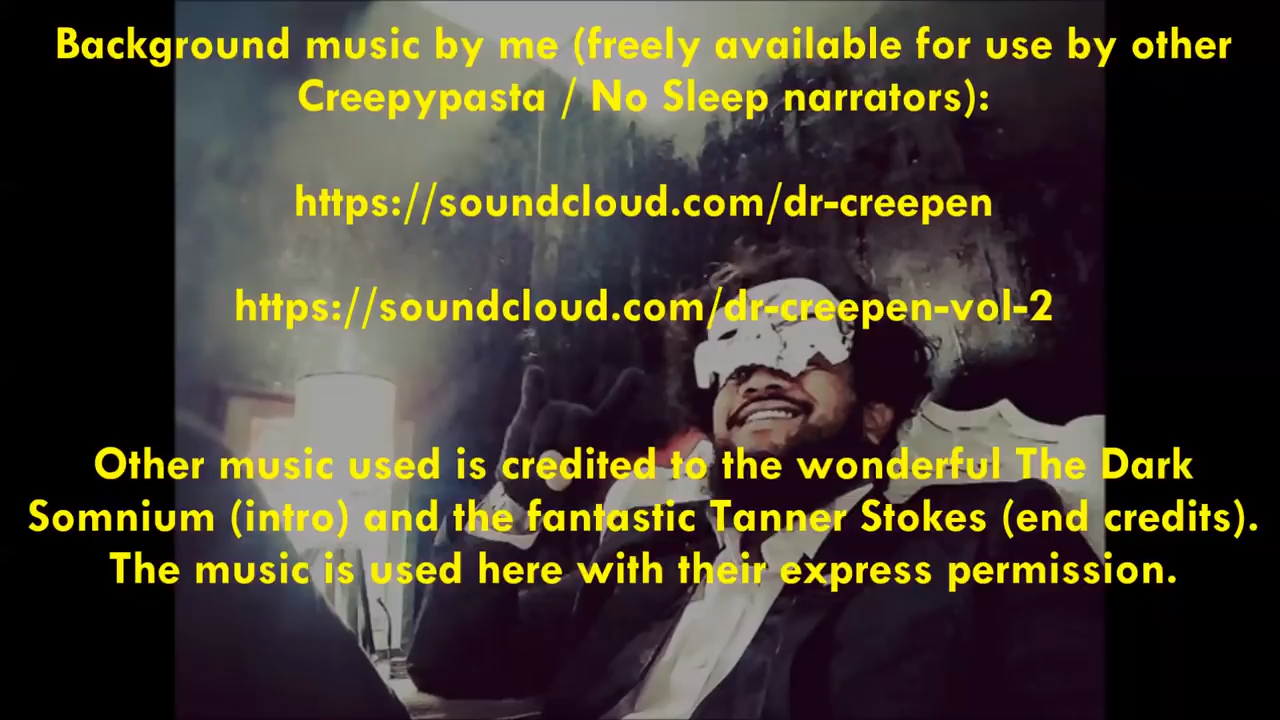 Background music by me (freely available for use by other
Creepypasta / No Sleep narrators):
https://soundcloud.com/dr-creepen
https://soundcloud.com/dr-creepen-vol-2
Other music used is credited to the wonderful The Dark
Somnium (intro) and the fantastic Tanner Stokes (end credits).
The music is used here with their express permission.